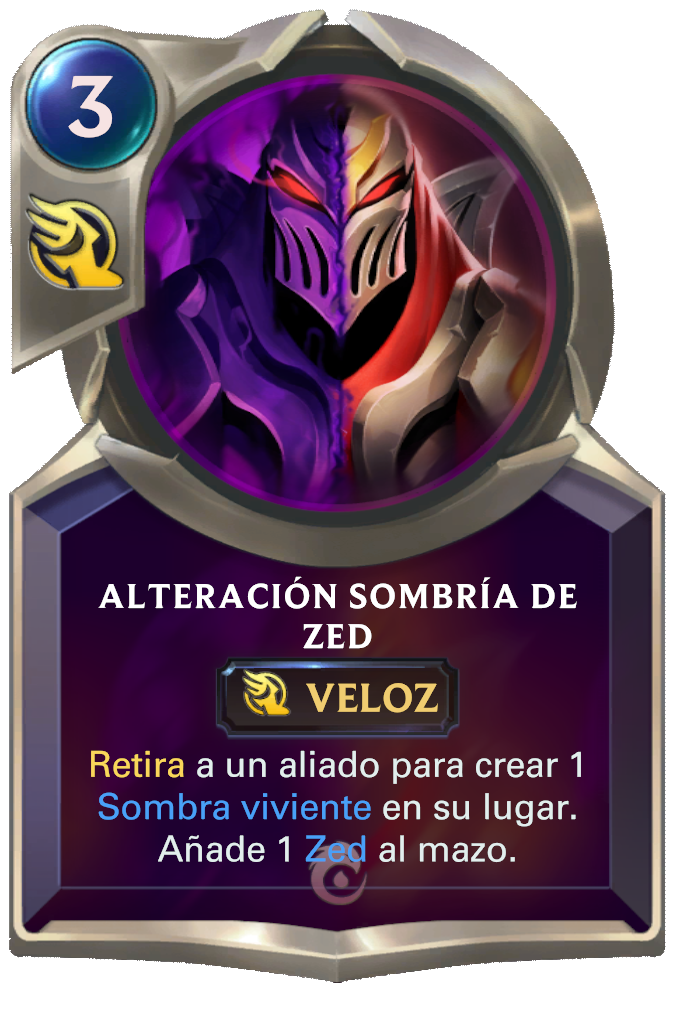 3
ALTERACIÓN SOMBRÍA DE
ZED
VELOZ
Retira a un aliado para crear 1
Sombra viviente en su lugar.
Añade 1 Zed al mazo.